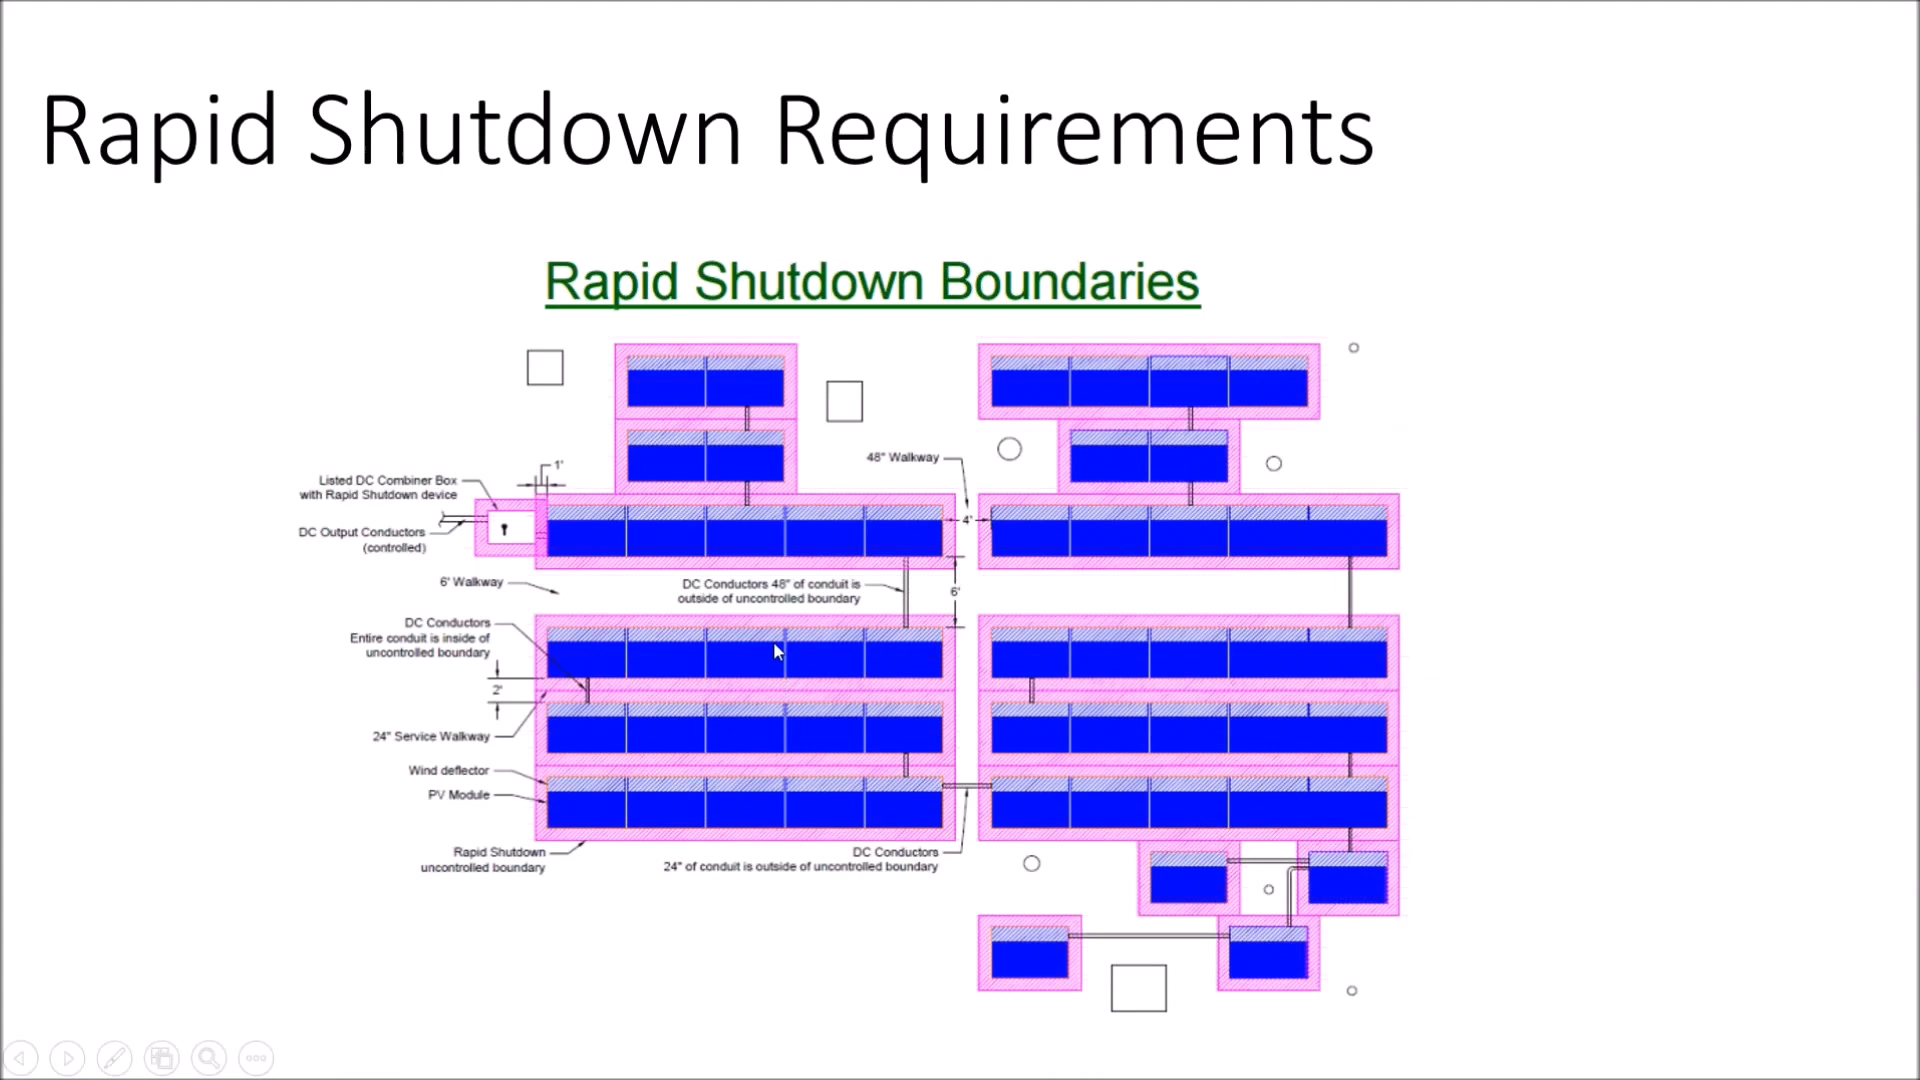 Rapid Shutdown Requirements
Rapid Shutdown Boundaries
48" Walkway
1'
Listed DC Combiner Box
with Rapid Shutdown device
4'
DC Output Conductors
(controlled)
6' Walkway
DC Conductors 48" of conduit is
outside of uncontrolled boundary
6'
DC Conductors
Entire conduit is inside of
uncontrolled boundary
2'
24" Service Walkway
Wind deflector
PV Module
Rapid Shutdown
uncontrolled boundary
DC Conductors
24" of conduit is outside of uncontrolled boundary